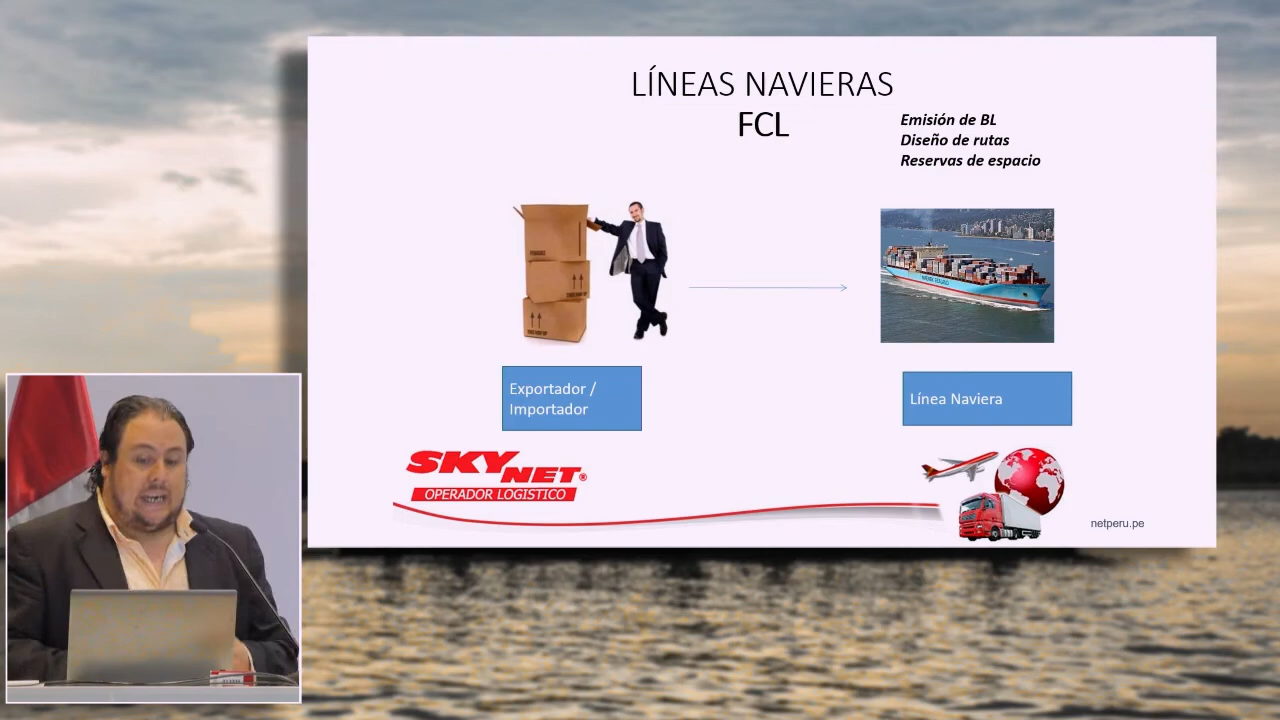 LÍNEAS NAVIERAS
FCL
Emisión de BL
Diseño de rutas
Reservas de espacio
Exportador /
Importador
Línea Naviera
SKYNET®
OPERADOR LOGISTICO
netperu.pe